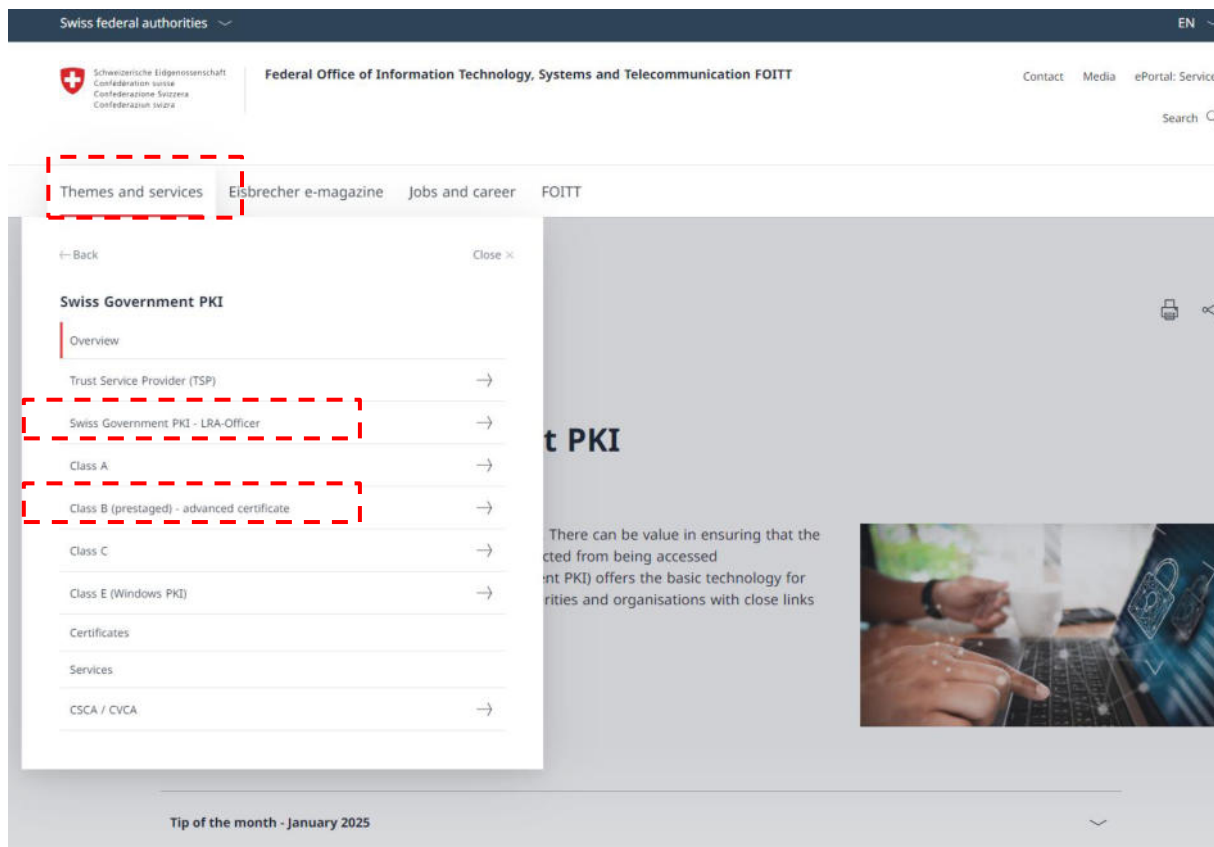 Swiss federal authorities
EN
Schweizerische Eidgenossenschaft
Confédération suisse
Confederazione Svizzera
Confederaziun svizra
Federal Office of Information Technology, Systems and Telecommunication FOITT
Contact Media ePortal: Service
Search
Themes and services Eisbrecher e-magazine Jobs and career FOITT
Back Close
Swiss Government PKI
Overview
Trust Service Provider (TSP)
Swiss Government PKI - LRA-Officer
t PKI
Class A
Class B (prestaged) - advanced certificate
There can be value in ensuring that the
cted from being accessed
Class C
ent PKI) offers the basic technology for
Class E (Windows PKI)
rities and organisations with close links
Certificates
Services
CSCA / CVCA
Tip of the month - January 2025